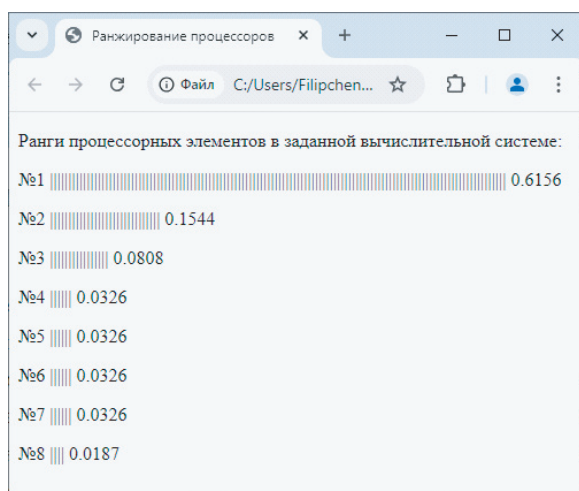 Ранжирование процессоров
Файл C:/Users/Filipchen...
Ранги процессорных элементов в заданной вычислительной системе:
№1 0.6156
№2 0.1544
№3 0.0808
№4 |||||| 0.0326
№5 |||||| 0.0326
№6 |||||| 0.0326
№7 |||||| 0.0326
№8 |||| 0.0187